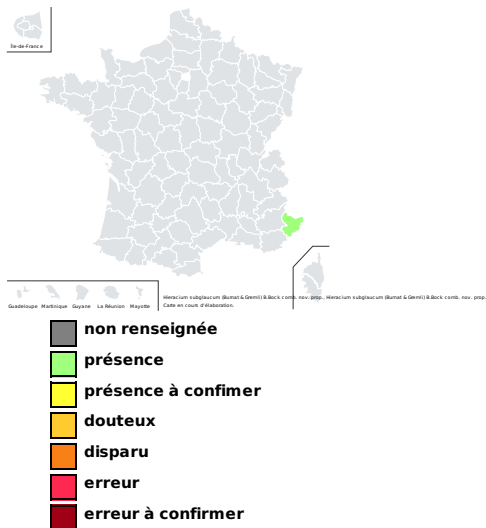 Île-de-France
Guadeloupe Martinique Guyane La Réunion Mayotte
Hieracium subglaucum (Burnat & Gremli) B.Bock comb. nov. prop., Hieracium subglaucum (Burnat & Gremli) B.Bock comb. nov. prop.
Carte en cours d'élaboration.
non renseignée
présence
présence à confimer
douteux
disparu
erreur
erreur à confirmer